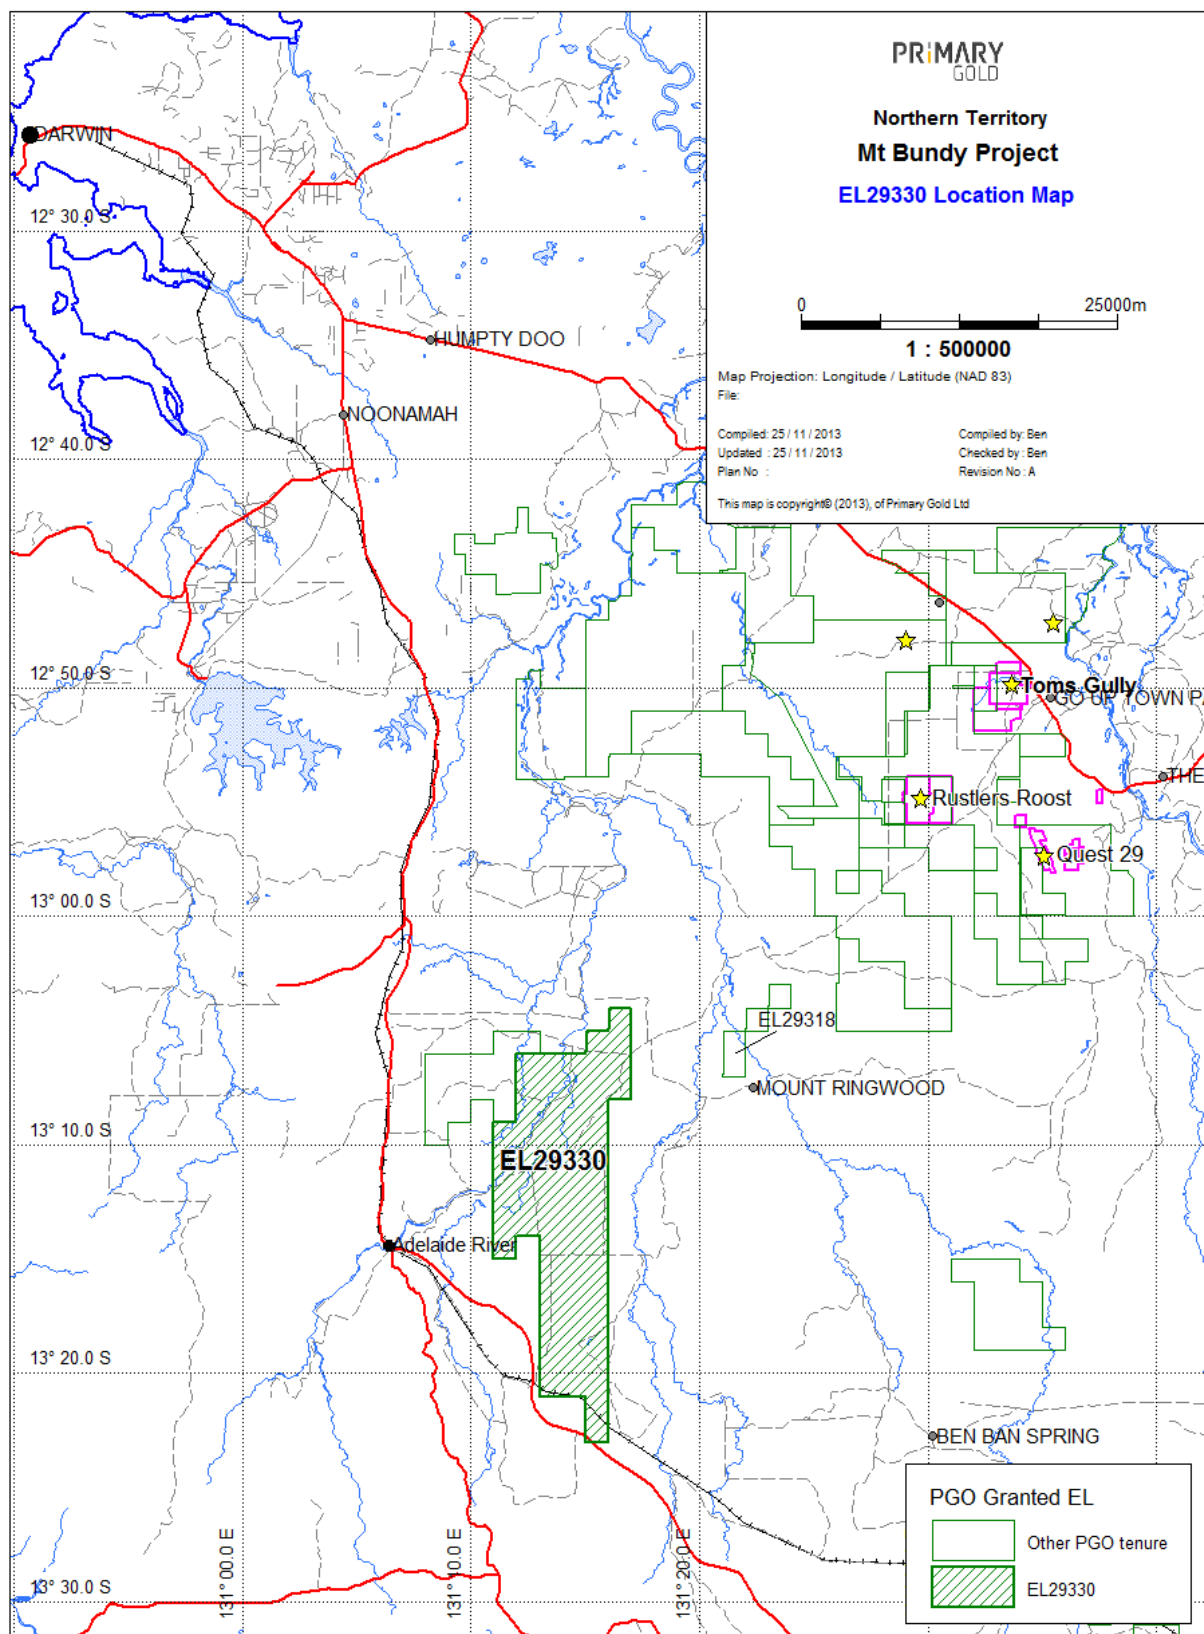 PRiMARY
GOLD
Northern Territory
Mt Bundy Project
EL29330 Location Map
0 25000m
1 : 500000
Map Projection: Longitude / Latitude (NAD 83)
File:
Compiled: 25 / 11 / 2013 Compiled by: Ben
Updated : 25 / 11 / 2013 Checked by : Ben
Plan No : Revision No : A
This map is copyright® (2013), of Primary Gold Ltd
DARWIN
12° 30.0 S
HUMPTY DOO
NOONAMAH
12° 40.0 S
12° 50.0 S
Toms Gully
GO UP TOWN PA
THE
Rustlers Roost
Quest 29
13° 00.0 S
EL29318
MOUNT RINGWOOD
13° 10.0 S
EL29330
Adelaide River
13° 20.0 S
BEN BAN SPRING
13° 30.0 S
131° 00.0 E
131° 10.0 E
131° 20.0 E
PGO Granted EL
Other PGO tenure
EL29330